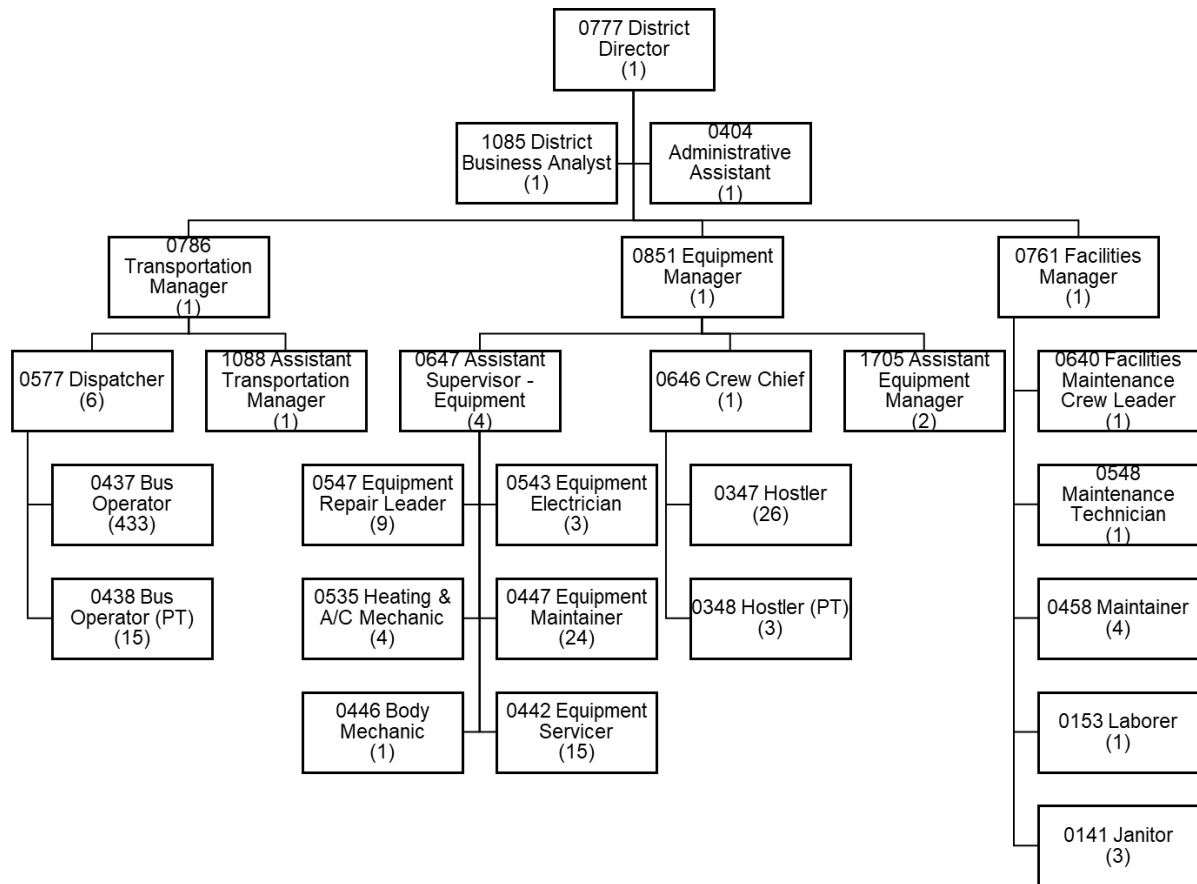 0777 District
Director
(1)
1085 District
Business Analyst
(1)
0404
Administrative
Assistant
(1)
0786
Transportation
Manager
(1)
0851 Equipment
Manager
(1)
0761 Facilities
Manager
(1)
0577 Dispatcher
(6)
1088 Assistant
Transportation
Manager
(1)
0647 Assistant
Supervisor -
Equipment
(4)
0646 Crew Chief
(1)
1705 Assistant
Equipment
Manager
(2)
0640 Facilities
Maintenance
Crew Leader
(1)
0437 Bus
Operator
(433)
0547 Equipment
Repair Leader
(9)
0543 Equipment
Electrician
(3)
0347 Hostler
(26)
0548
Maintenance
Technician
(1)
0438 Bus
Operator (PT)
(15)
0535 Heating &
A/C Mechanic
(4)
0447 Equipment
Maintainer
(24)
0348 Hostler (PT)
(3)
0458 Maintainer
(4)
0446 Body
Mechanic
(1)
0442 Equipment
Servicer
(15)
0153 Laborer
(1)
0141 Janitor
(3)